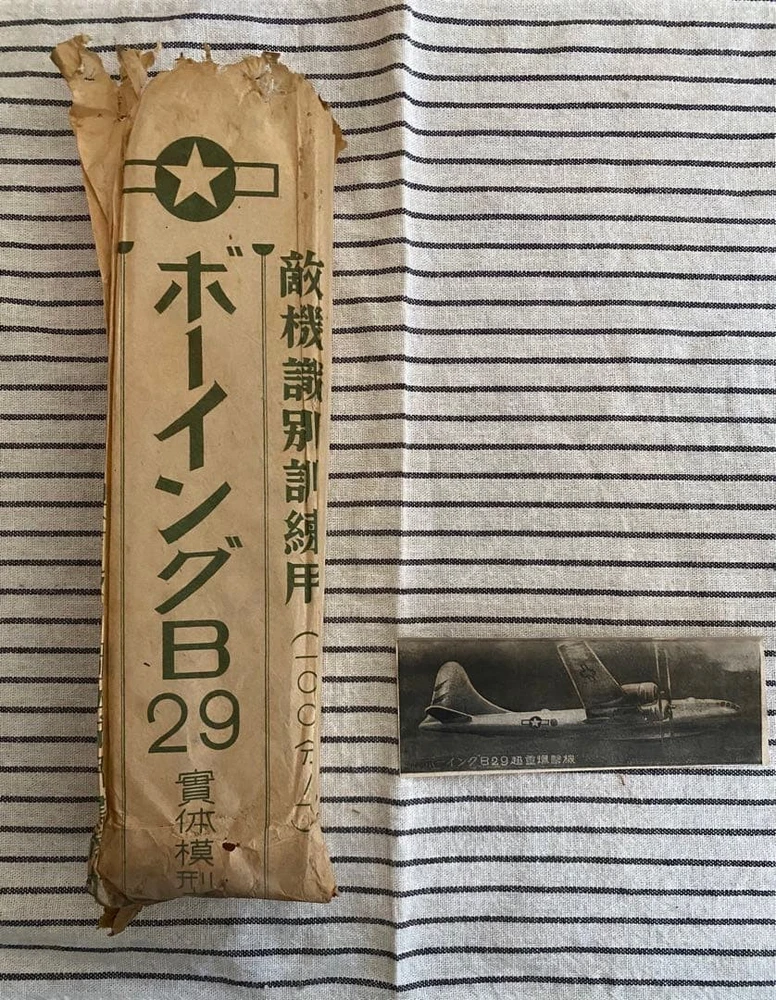 敵機識別訓練用(一〇〇分ノ一)
ボーイングB29
實体模型
ボーイングB29超重爆撃機